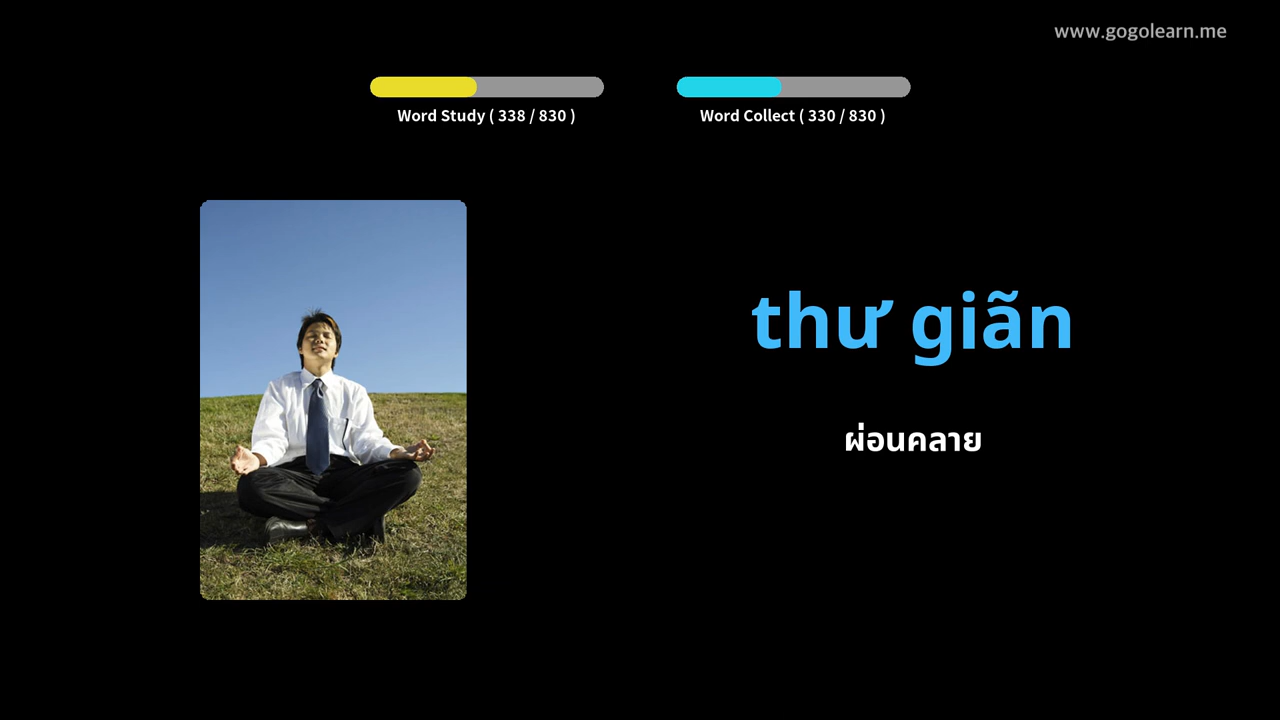 www.gogolearn.me
Word Study ( 338 / 830 )
Word Collect ( 330 / 830 )
thư giãn
ผ่อนคลาย